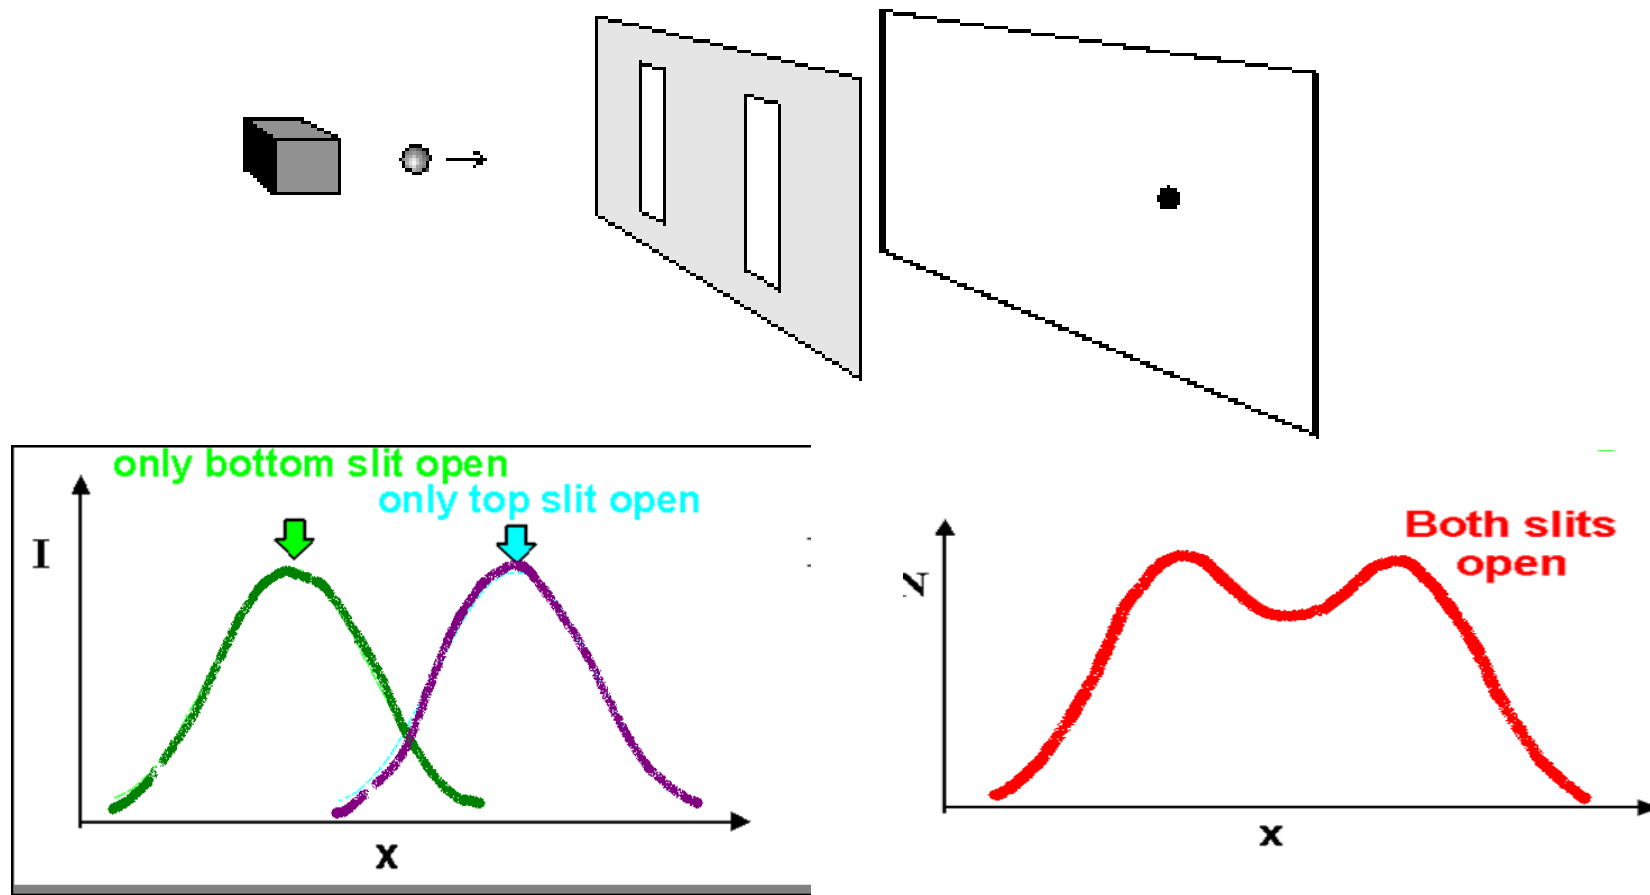 only bottom slit open
only top slit open
I
x
Both slits
open
N
x